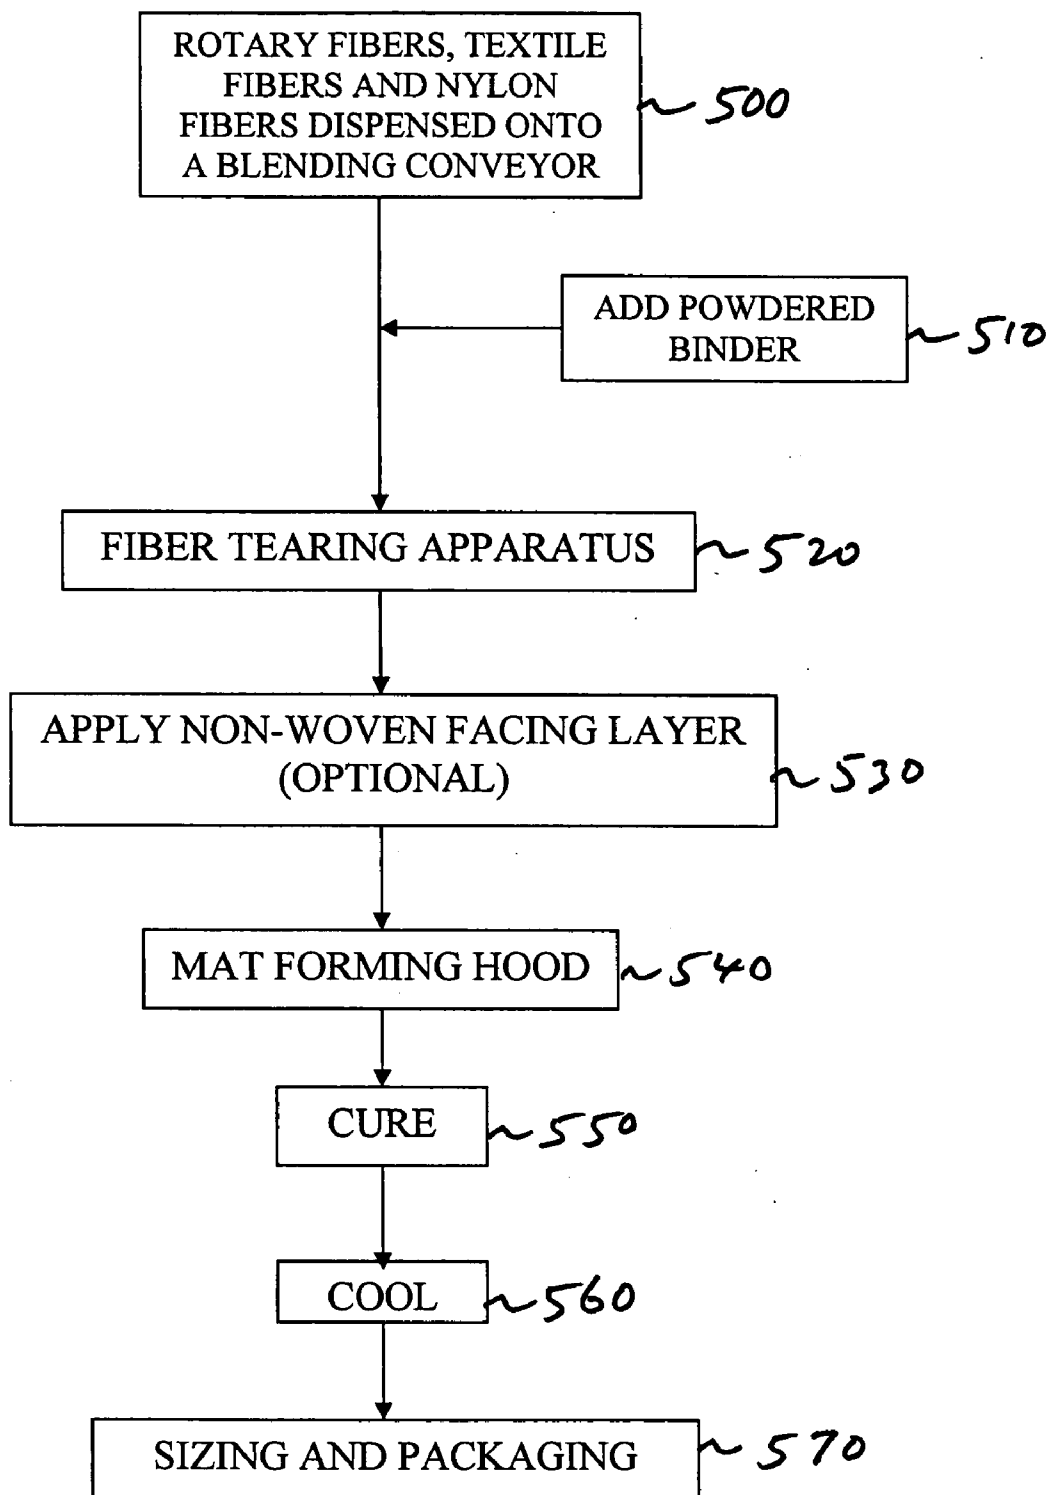 ROTARY FIBERS, TEXTILE
FIBERS AND NYLON
FIBERS DISPENSED ONTO
A BLENDING CONVEYOR
500
ADD POWDERED
BINDER
510
FIBER TEARING APPARATUS
520
APPLY NON-WOVEN FACING LAYER
(OPTIONAL)
530
MAT FORMING HOOD
540
CURE
550
COOL
560
SIZING AND PACKAGING
570